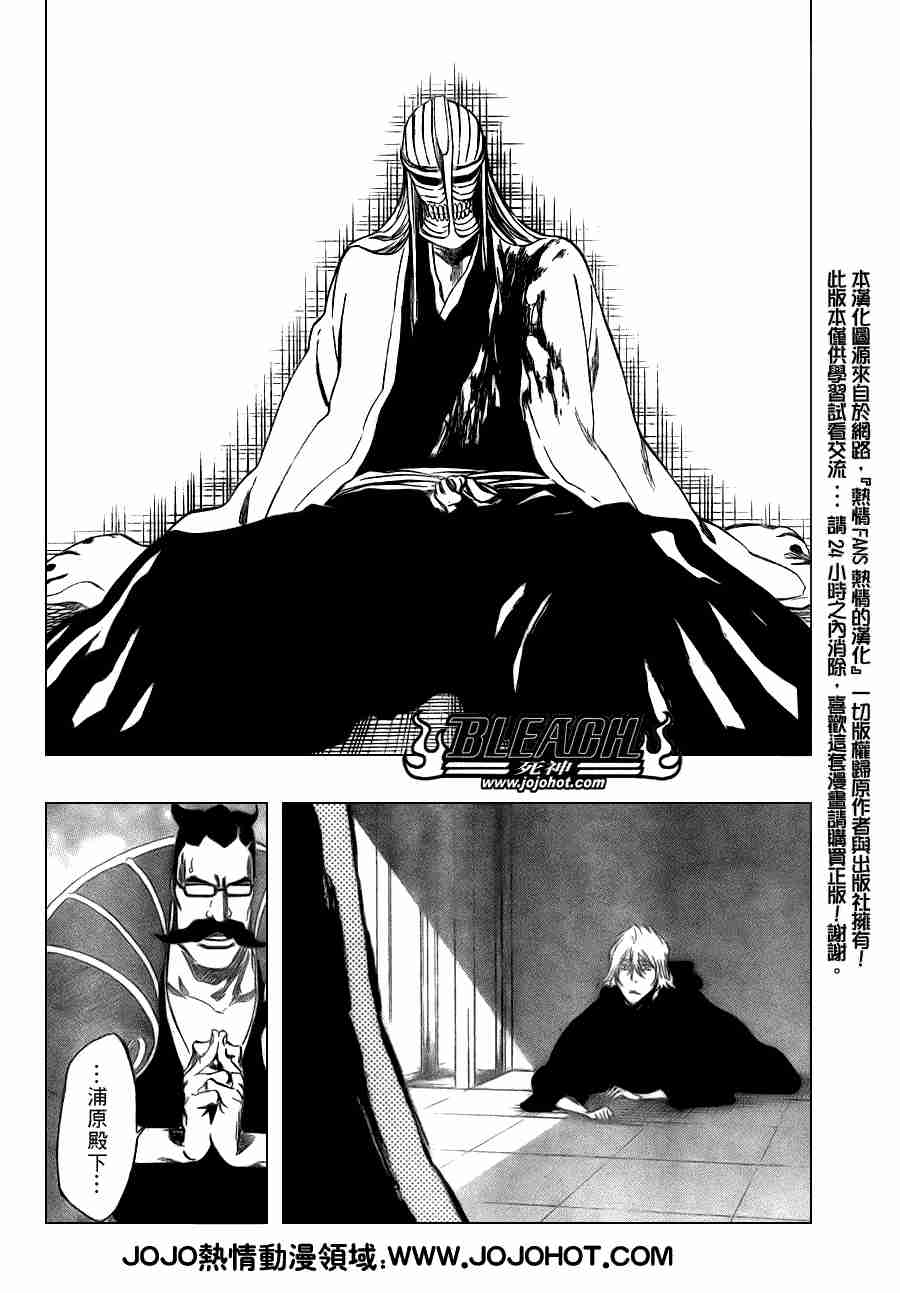 本漢化圖源來自於網路，『熱情FANS熱情的漢化』一切版權歸原作者與出版社擁有！
此版本僅供學習試看交流… 請24小時之內消除，喜歡這套漫畫請購買正版！謝謝。
BLEACH
死神
www.jojohot.com
…浦原殿下…
JOJO熱情動漫領域:WWW.JOJOHOT.COM